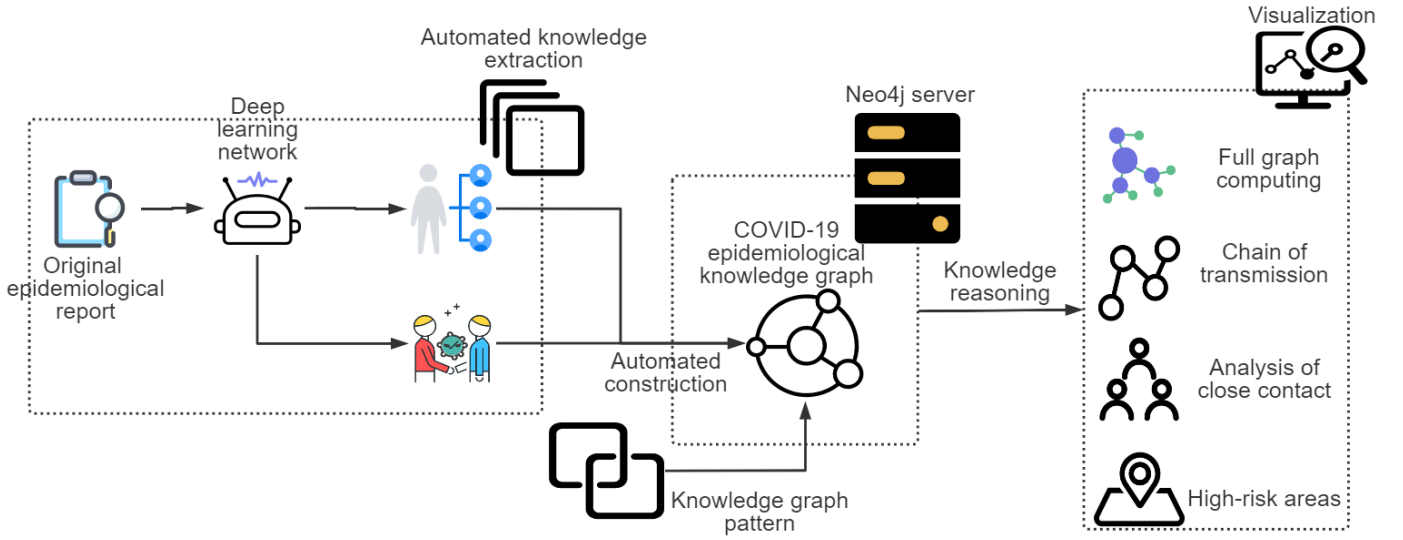 Visualization
Automated knowledge
extraction
Neo4j server
Deep
learning
network
Full graph
computing
Original
epidemiological
report
COVID-19
epidemiological
knowledge graph
Knowledge
reasoning
Chain of
transmission
Automated
construction
Analysis of
close contact
Knowledge graph
pattern
High-risk areas